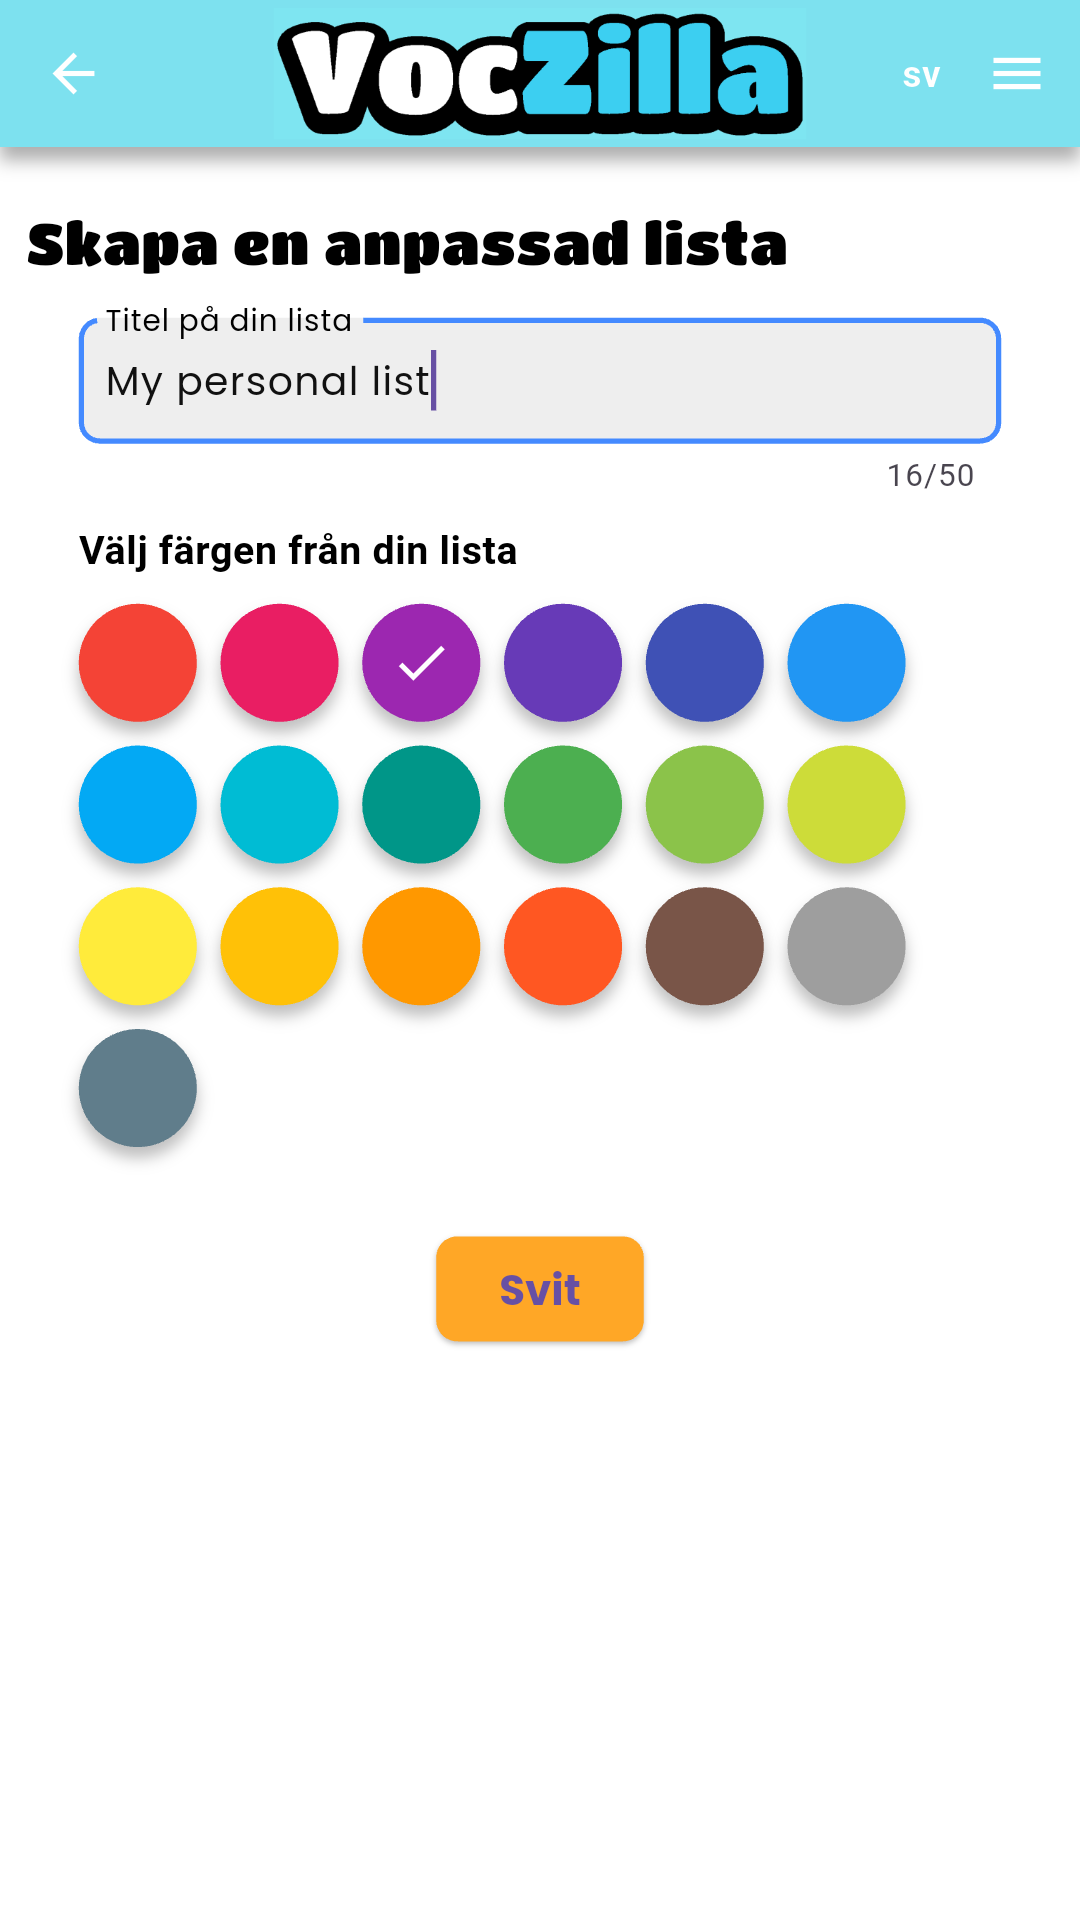 VocZilla
sv
Skapa en anpassad lista
Titel på din lista
My personal list
16/50
Välj färgen från din lista
Svit